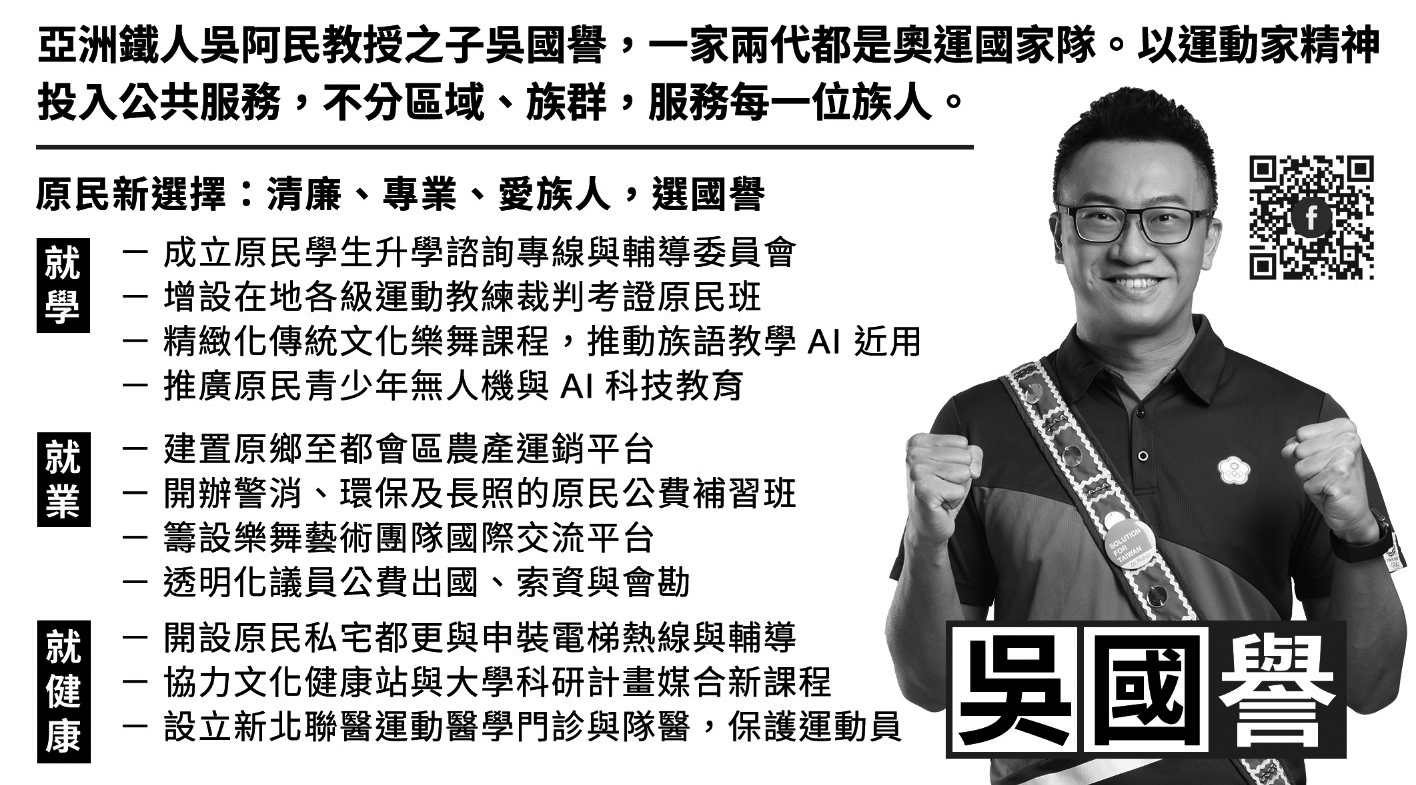 亞洲鐵人吳阿民教授之子吳國譽，一家兩代都是奧運國家隊。以運動家精神
投入公共服務，不分區域、族群，服務每一位族人。
原民新選擇：清廉、專業、愛族人，選國譽
就學
— 成立原民學生升學諮詢專線與輔導委員會
— 增設在地各級運動教練裁判考證原民班
— 精緻化傳統文化樂舞課程，推動族語教學 AI 近用
— 推廣原民青少年無人機與 AI 科技教育
就業
— 建置原鄉至都會區農產運銷平台
— 開辦警消、環保及長照的原民公費補習班
— 籌設樂舞藝術團隊國際交流平台
— 透明化議員公費出國、索資與會勘
就健康
— 開設原民私宅都更與申裝電梯熱線與輔導
— 協力文化健康站與大學科研計畫媒合新課程
— 設立新北聯醫運動醫學門診與隊醫，保護運動員
f
SOLUTION
FOR
TAIWAN
吳國譽